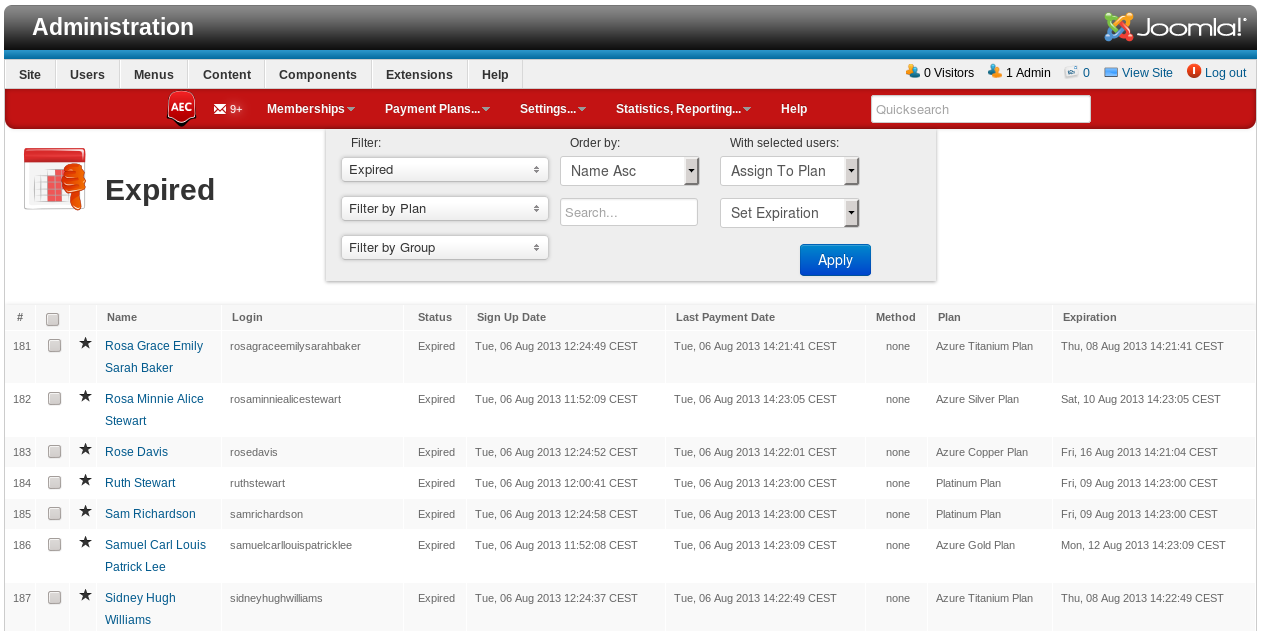 Administration
Joomla!
Site Users Menus Content Components Extensions Help 0 Visitors 1 Admin 0 View Site Log out
AEC 9+ Memberships Payment Plans... Settings... Statistics, Reporting... Help Quicksearch
Filter: Order by: With selected users:
Expired Name Asc Assign To Plan
Expired
Filter by Plan Search... Set Expiration
Filter by Group
Apply
# Name Login Status Sign Up Date Last Payment Date Method Plan Expiration
181 Rosa Grace Emily rosagraceemilysarahbaker Expired Tue, 06 Aug 2013 12:24:49 CEST Tue, 06 Aug 2013 14:21:41 CEST none Azure Titanium Plan Thu, 08 Aug 2013 14:21:41 CEST
Sarah Baker
182 Rosa Minnie Alice rosaminniealicestewart Expired Tue, 06 Aug 2013 11:52:09 CEST Tue, 06 Aug 2013 14:23:05 CEST none Azure Silver Plan Sat, 10 Aug 2013 14:23:05 CEST
Stewart
183 Rose Davis rosedavis Expired Tue, 06 Aug 2013 12:24:52 CEST Tue, 06 Aug 2013 14:22:01 CEST none Azure Copper Plan Fri, 16 Aug 2013 14:21:04 CEST
184 Ruth Stewart ruthstewart Expired Tue, 06 Aug 2013 12:00:41 CEST Tue, 06 Aug 2013 14:23:00 CEST none Platinum Plan Fri, 09 Aug 2013 14:23:00 CEST
185 Sam Richardson samrichardson Expired Tue, 06 Aug 2013 12:24:58 CEST Tue, 06 Aug 2013 14:23:00 CEST none Platinum Plan Fri, 09 Aug 2013 14:23:00 CEST
186 Samuel Carl Louis samuelcarllouispatricklee Expired Tue, 06 Aug 2013 11:52:08 CEST Tue, 06 Aug 2013 14:23:09 CEST none Azure Gold Plan Mon, 12 Aug 2013 14:23:09 CEST
Patrick Lee
187 Sidney Hugh sidneyhughwilliams Expired Tue, 06 Aug 2013 12:24:37 CEST Tue, 06 Aug 2013 14:22:49 CEST none Azure Titanium Plan Thu, 08 Aug 2013 14:22:49 CEST
Williams